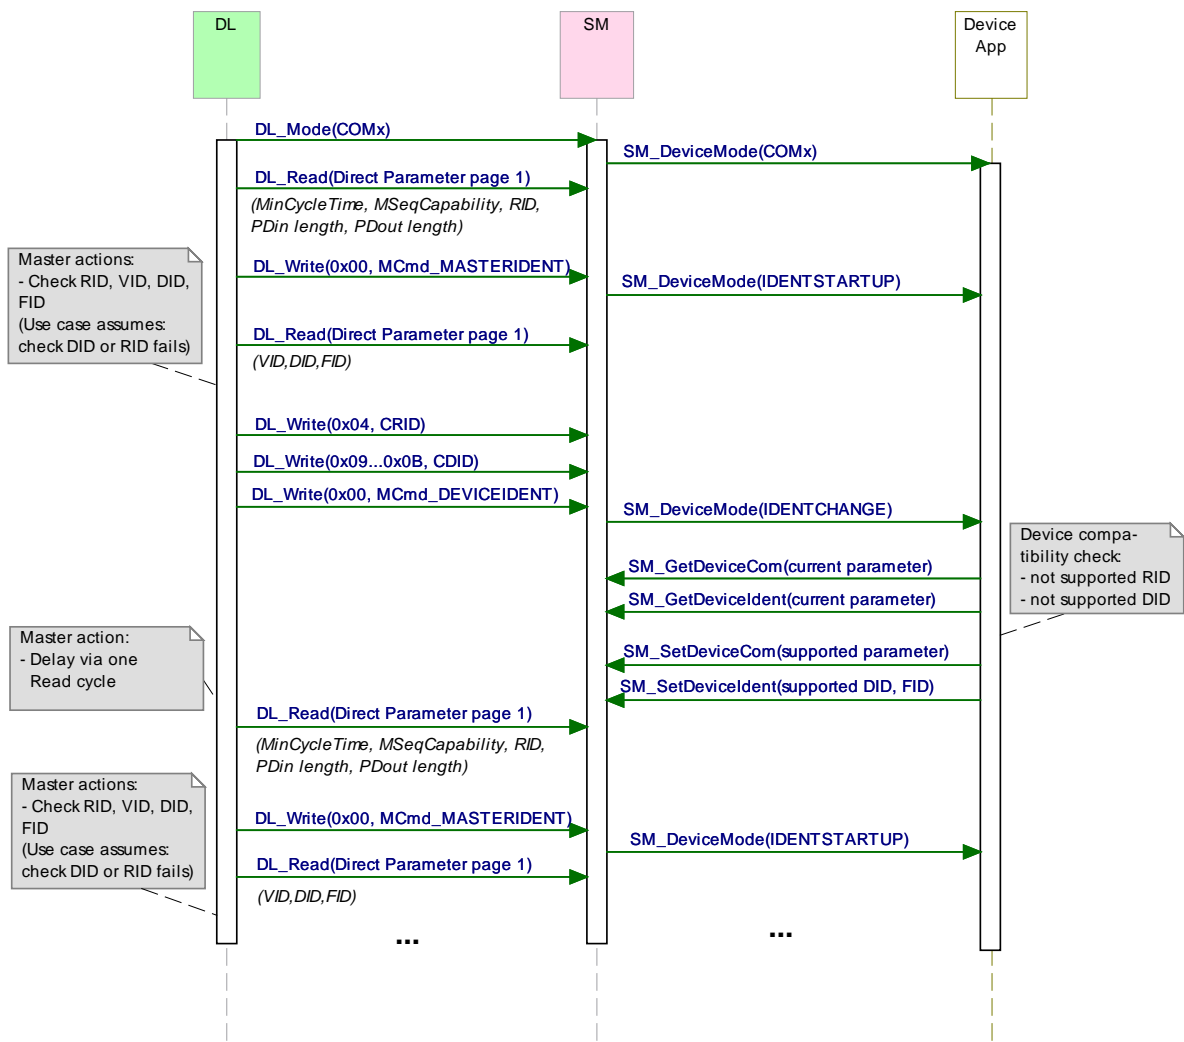 DL
SM
Device
App
DL_Mode(COMx)
SM_DeviceMode(COMx)
DL_Read(Direct Parameter page 1)
(MinCycleTime, MSeqCapability, RID,
PDin length, PDout length)
Master actions:
- Check RID, VID, DID,
FID
(Use case assumes:
check DID or RID fails)
DL_Write(0x00, MCmd_MASTERIDENT)
SM_DeviceMode(IDENTSTARTUP)
DL_Read(Direct Parameter page 1)
(VID,DID,FID)
DL_Write(0x04, CRID)
DL_Write(0x09...0x0B, CDID)
DL_Write(0x00, MCmd_DEVICEIDENT)
SM_DeviceMode(IDENTCHANGE)
Device compa-
tibility check:
- not supported RID
- not supported DID
SM_GetDeviceCom(current parameter)
SM_GetDeviceIdent(current parameter)
SM_SetDeviceCom(supported parameter)
SM_SetDeviceIdent(supported DID, FID)
Master action:
- Delay via one
Read cycle
DL_Read(Direct Parameter page 1)
(MinCycleTime, MSeqCapability, RID,
PDin length, PDout length)
Master actions:
- Check RID, VID, DID,
FID
(Use case assumes:
check DID or RID fails)
DL_Write(0x00, MCmd_MASTERIDENT)
SM_DeviceMode(IDENTSTARTUP)
DL_Read(Direct Parameter page 1)
(VID,DID,FID)
...
...